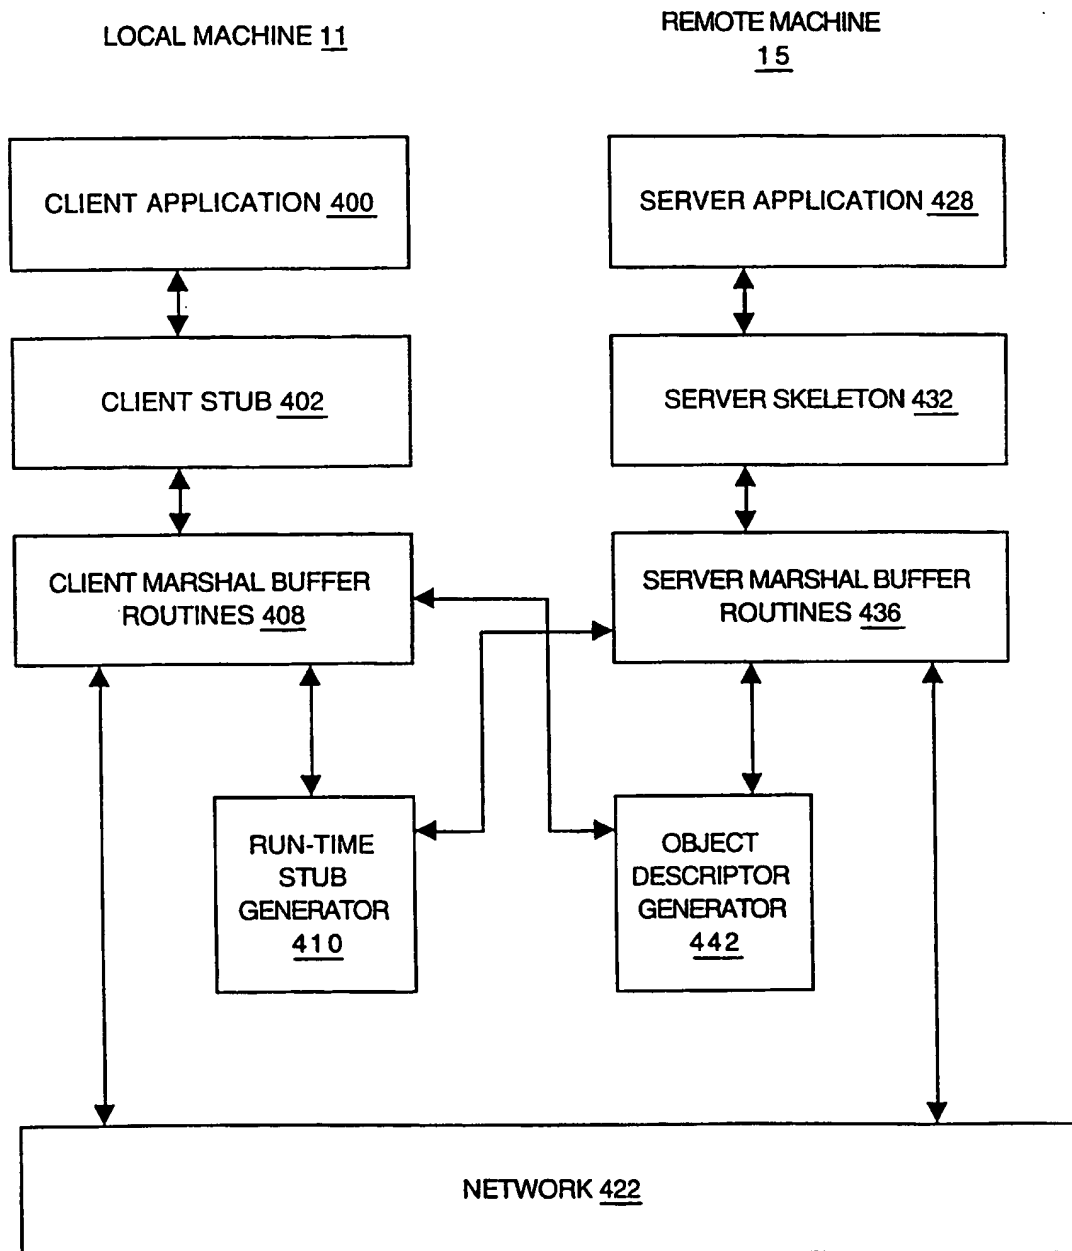 LOCAL MACHINE 11
REMOTE MACHINE
15
CLIENT APPLICATION 400
SERVER APPLICATION 428
CLIENT STUB 402
SERVER SKELETON 432
CLIENT MARSHAL BUFFER
ROUTINES 408
SERVER MARSHAL BUFFER
ROUTINES 436
RUN-TIME
STUB
GENERATOR
410
OBJECT
DESCRIPTOR
GENERATOR
442
NETWORK 422